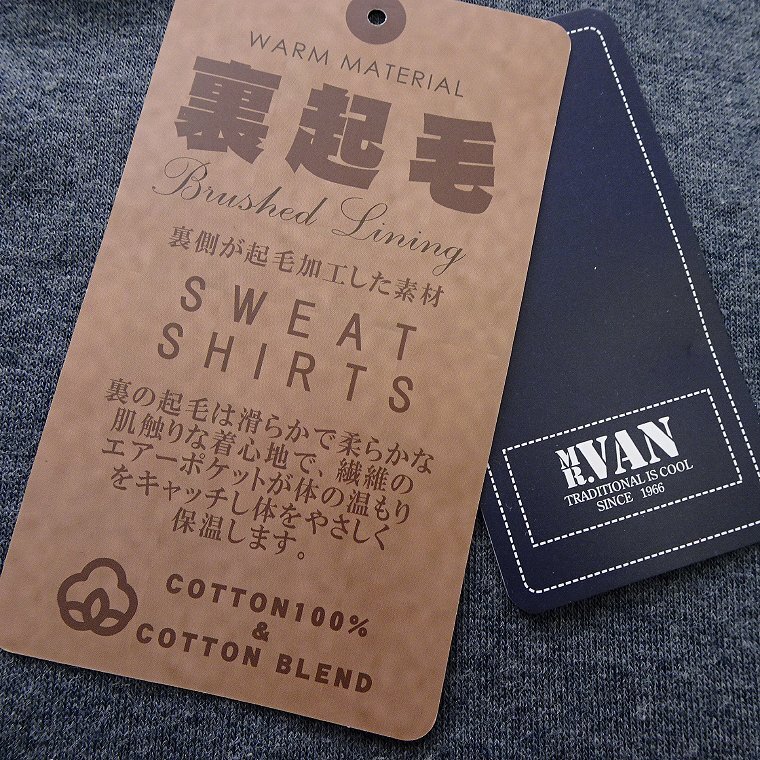 WARM MATERIAL
裏起毛
Brushed Lining
裏側が起毛加工した素材
SWEAT
SHIRTS
裏の起毛は滑らかで柔らかな
肌触りな着心地で、繊維の
エアーポケットが体の温もり
をキャッチし体をやさしく
保温します。
COTTON100%
&
COTTON BLEND
MR.VAN
TRADITIONAL IS COOL
SINCE 1966